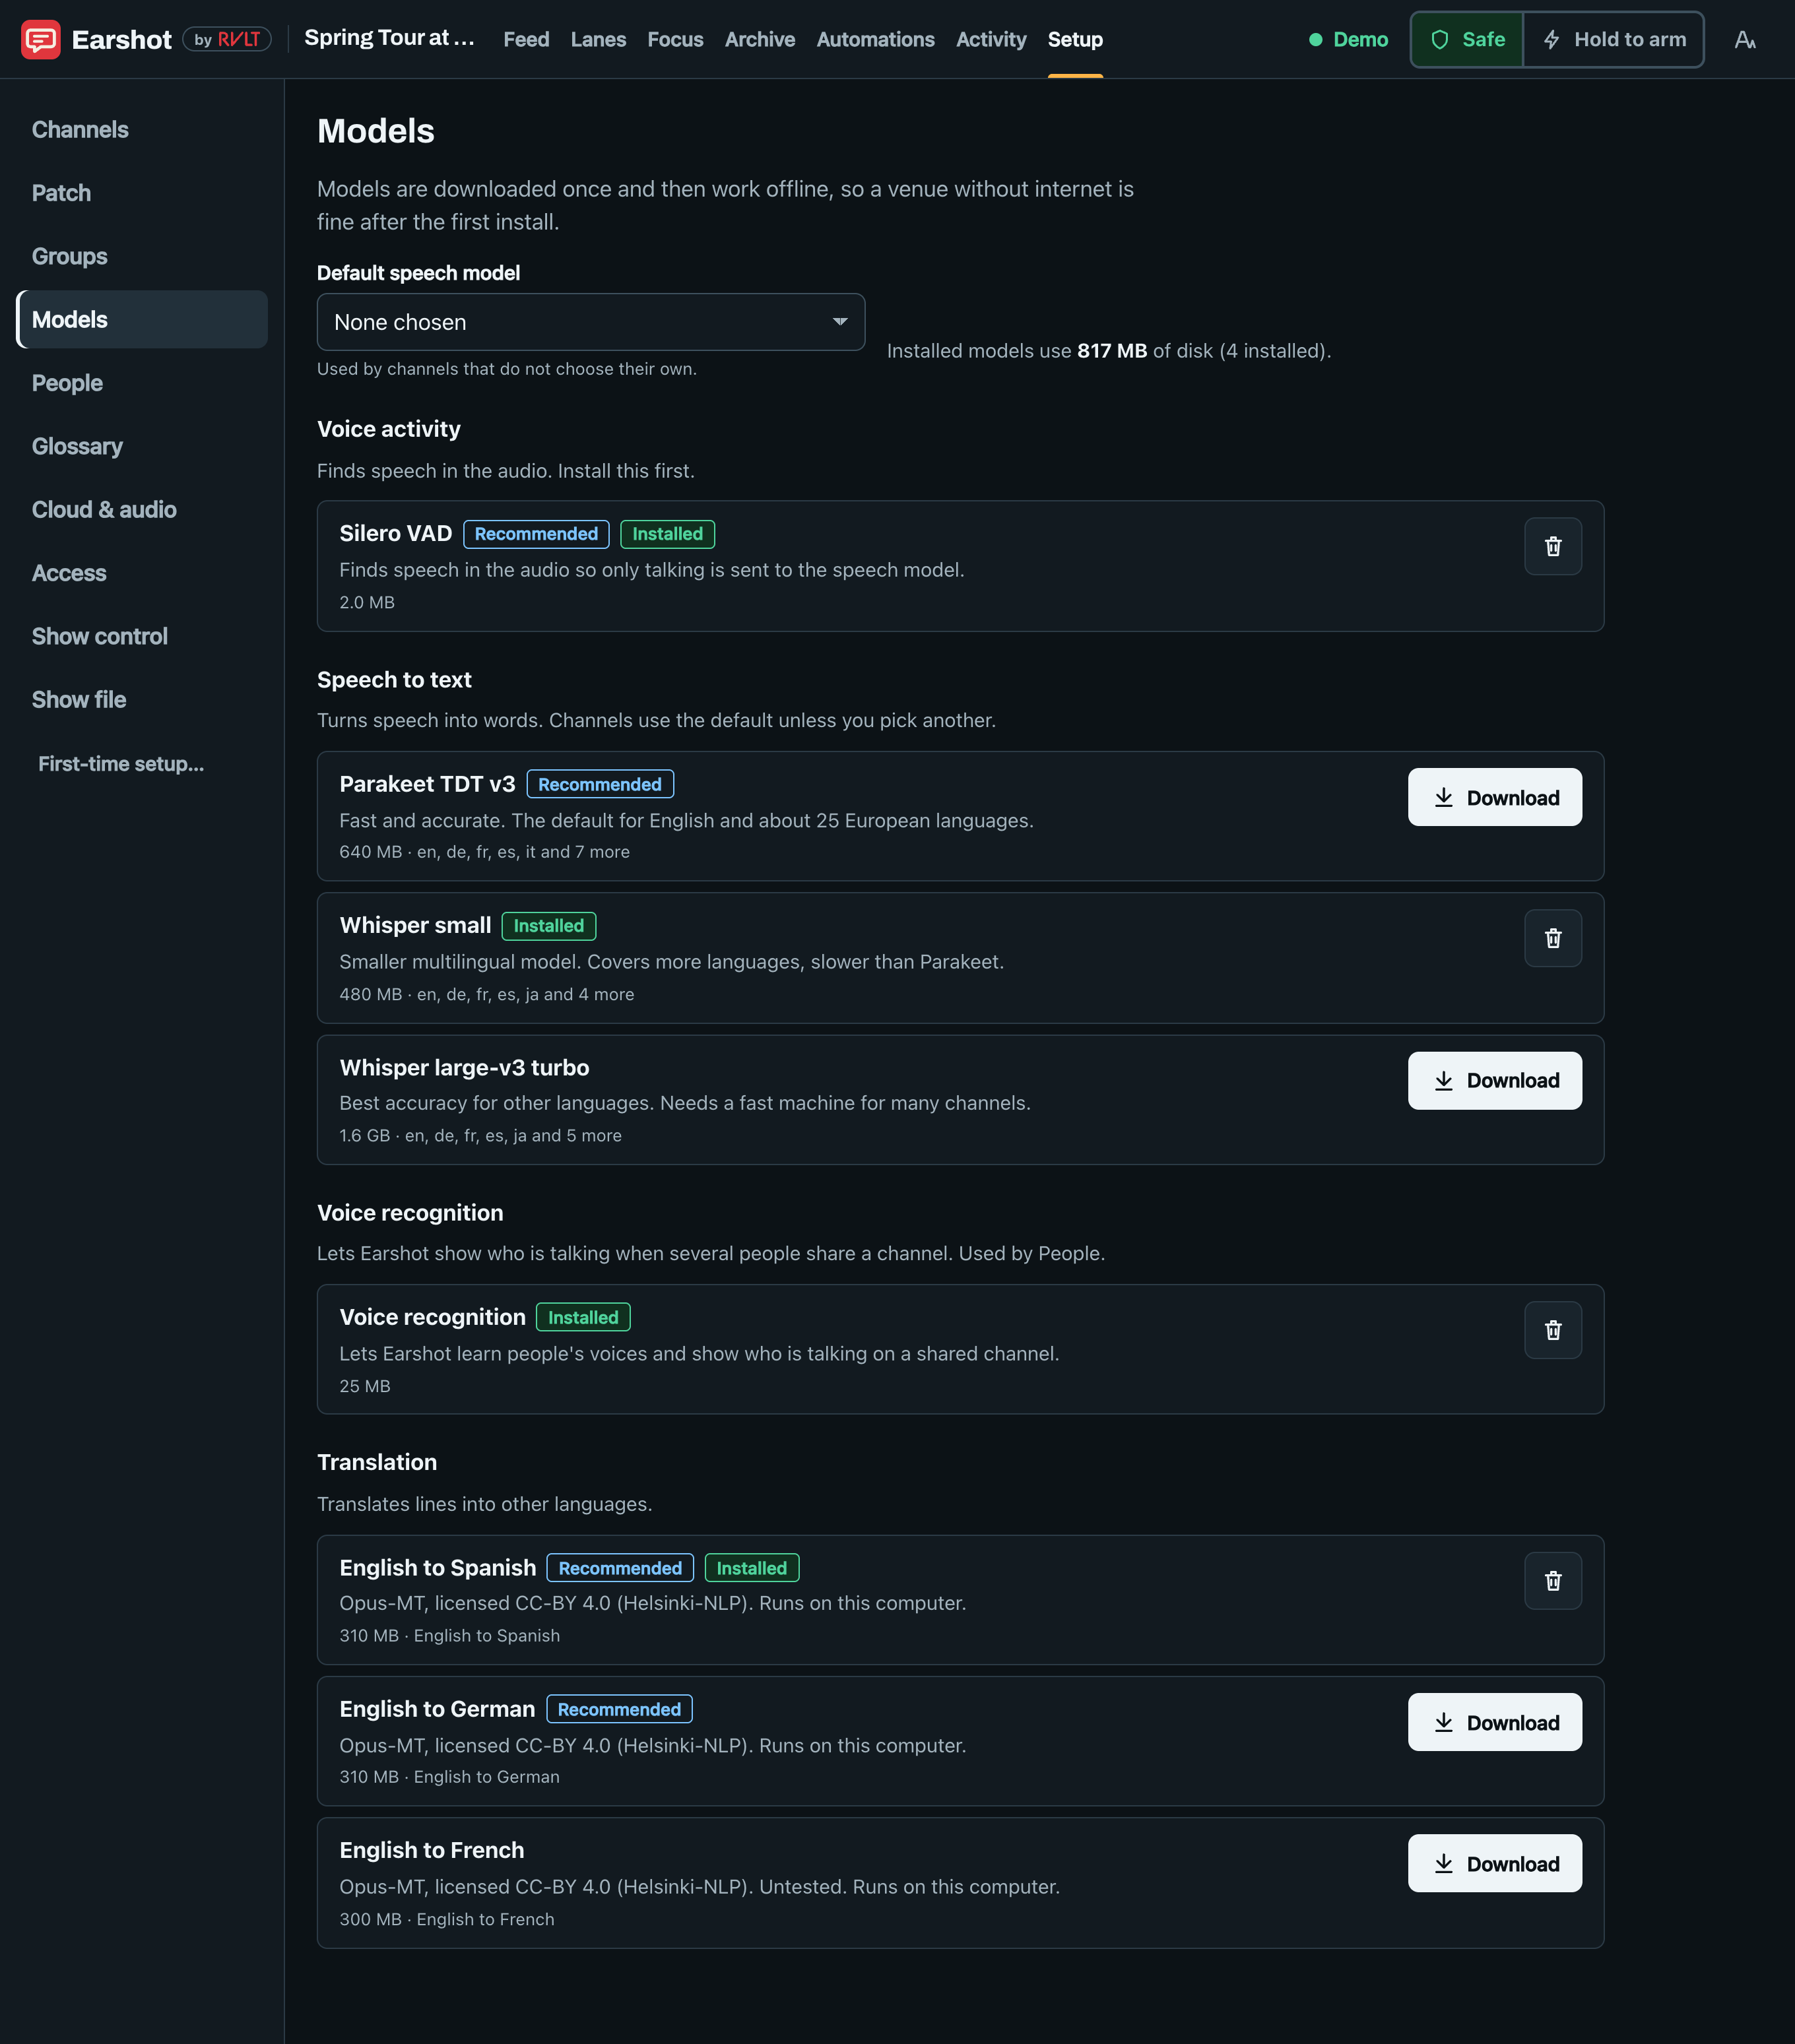 Earshot by RVLT Spring Tour at ... Feed Lanes Focus Archive Automations Activity Setup Demo Safe Hold to arm
Channels
Patch
Groups
Models
People
Glossary
Cloud & audio
Access
Show control
Show file
First-time setup...
Models
Models are downloaded once and then work offline, so a venue without internet is
fine after the first install.
Default speech model
None chosen
Used by channels that do not choose their own.
Installed models use 817 MB of disk (4 installed).
Voice activity
Finds speech in the audio. Install this first.
Silero VAD Recommended Installed
Finds speech in the audio so only talking is sent to the speech model.
2.0 MB
Speech to text
Turns speech into words. Channels use the default unless you pick another.
Parakeet TDT v3 Recommended
Download
Fast and accurate. The default for English and about 25 European languages.
640 MB · en, de, fr, es, it and 7 more
Whisper small Installed
Smaller multilingual model. Covers more languages, slower than Parakeet.
480 MB · en, de, fr, es, ja and 4 more
Whisper large-v3 turbo
Download
Best accuracy for other languages. Needs a fast machine for many channels.
1.6 GB · en, de, fr, es, ja and 5 more
Voice recognition
Lets Earshot show who is talking when several people share a channel. Used by People.
Voice recognition Installed
Lets Earshot learn people's voices and show who is talking on a shared channel.
25 MB
Translation
Translates lines into other languages.
English to Spanish Recommended Installed
Opus-MT, licensed CC-BY 4.0 (Helsinki-NLP). Runs on this computer.
310 MB · English to Spanish
English to German Recommended
Download
Opus-MT, licensed CC-BY 4.0 (Helsinki-NLP). Runs on this computer.
310 MB · English to German
English to French
Download
Opus-MT, licensed CC-BY 4.0 (Helsinki-NLP). Untested. Runs on this computer.
300 MB · English to French